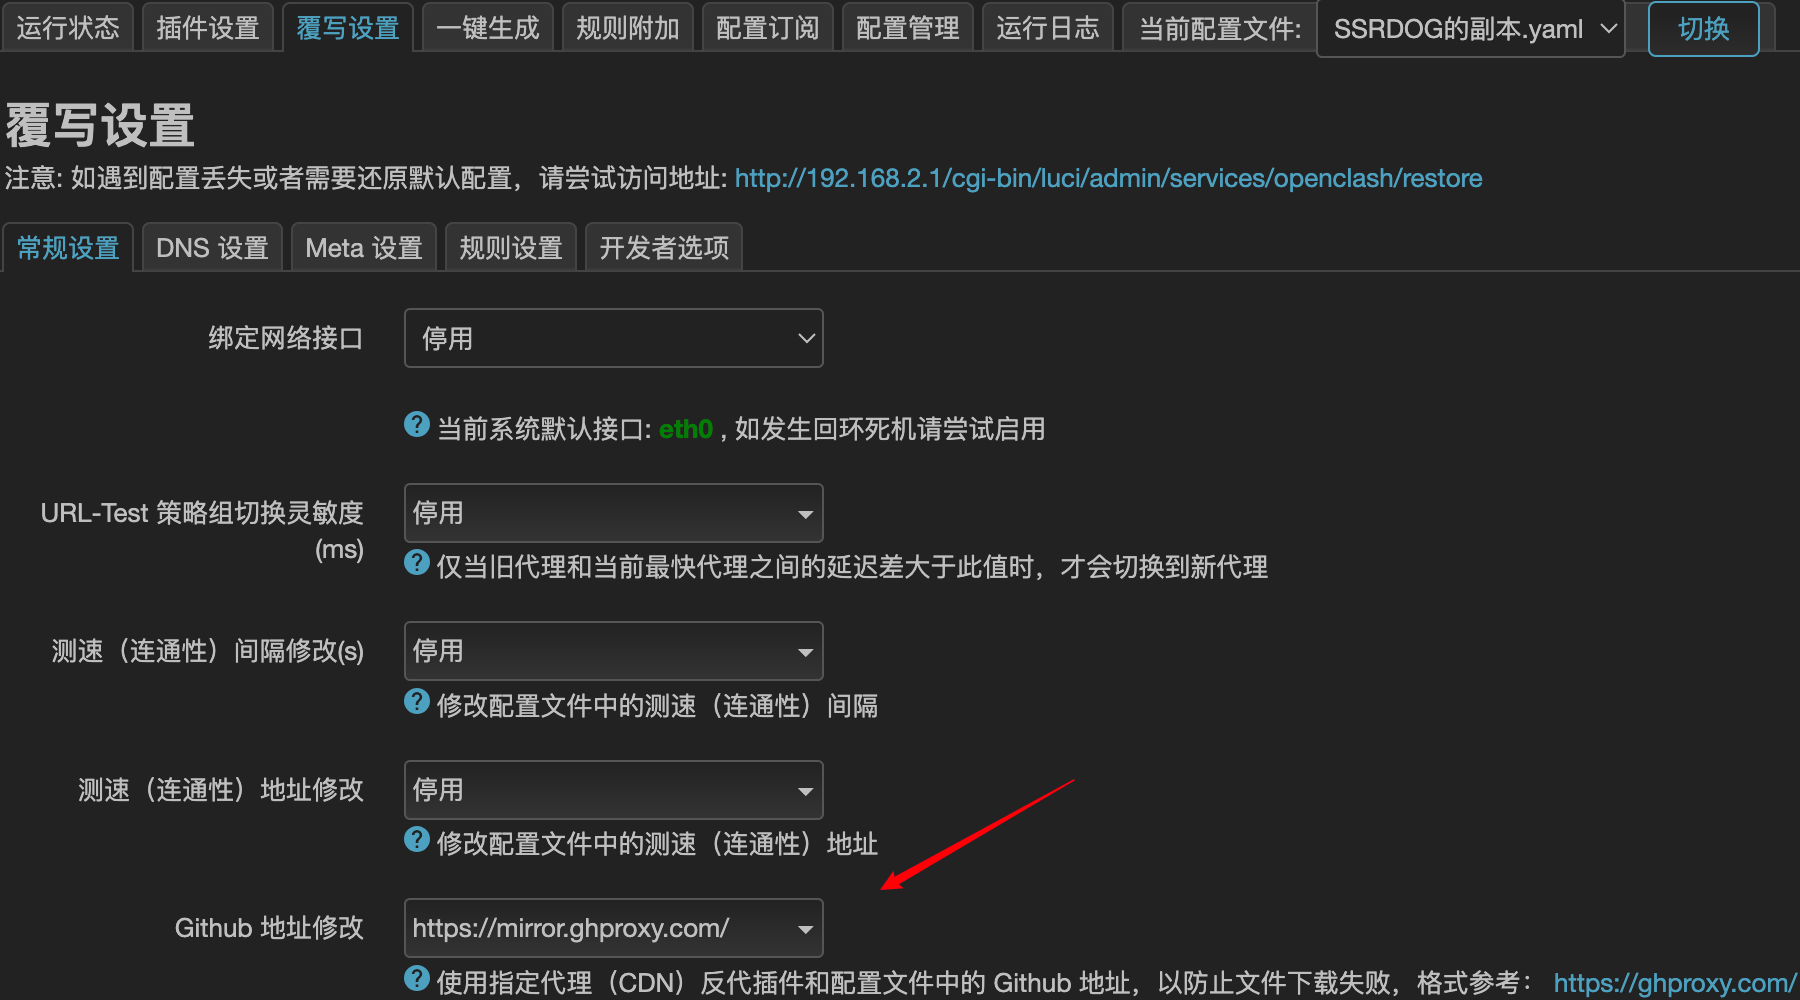 运行状态 插件设置 覆写设置 一键生成 规则附加 配置订阅 配置管理 运行日志 当前配置文件: SSRDOG的副本.yaml 切换
覆写设置
注意: 如遇到配置丢失或者需要还原默认配置，请尝试访问地址: http://192.168.2.1/cgi-bin/luci/admin/services/openclash/restore
常规设置 DNS 设置 Meta 设置 规则设置 开发者选项
绑定网络接口 停用
? 当前系统默认接口: eth0 , 如发生回环死机请尝试启用
URL-Test 策略组切换灵敏度 停用
(ms)
? 仅当旧代理和当前最快代理之间的延迟差大于此值时，才会切换到新代理
测速（连通性）间隔修改(s) 停用
? 修改配置文件中的测速（连通性）间隔
测速（连通性）地址修改 停用
? 修改配置文件中的测速（连通性）地址
Github 地址修改 https://mirror.ghproxy.com/
? 使用指定代理（CDN）反代插件和配置文件中的 Github 地址，以防止文件下载失败，格式参考： https://ghproxy.com/